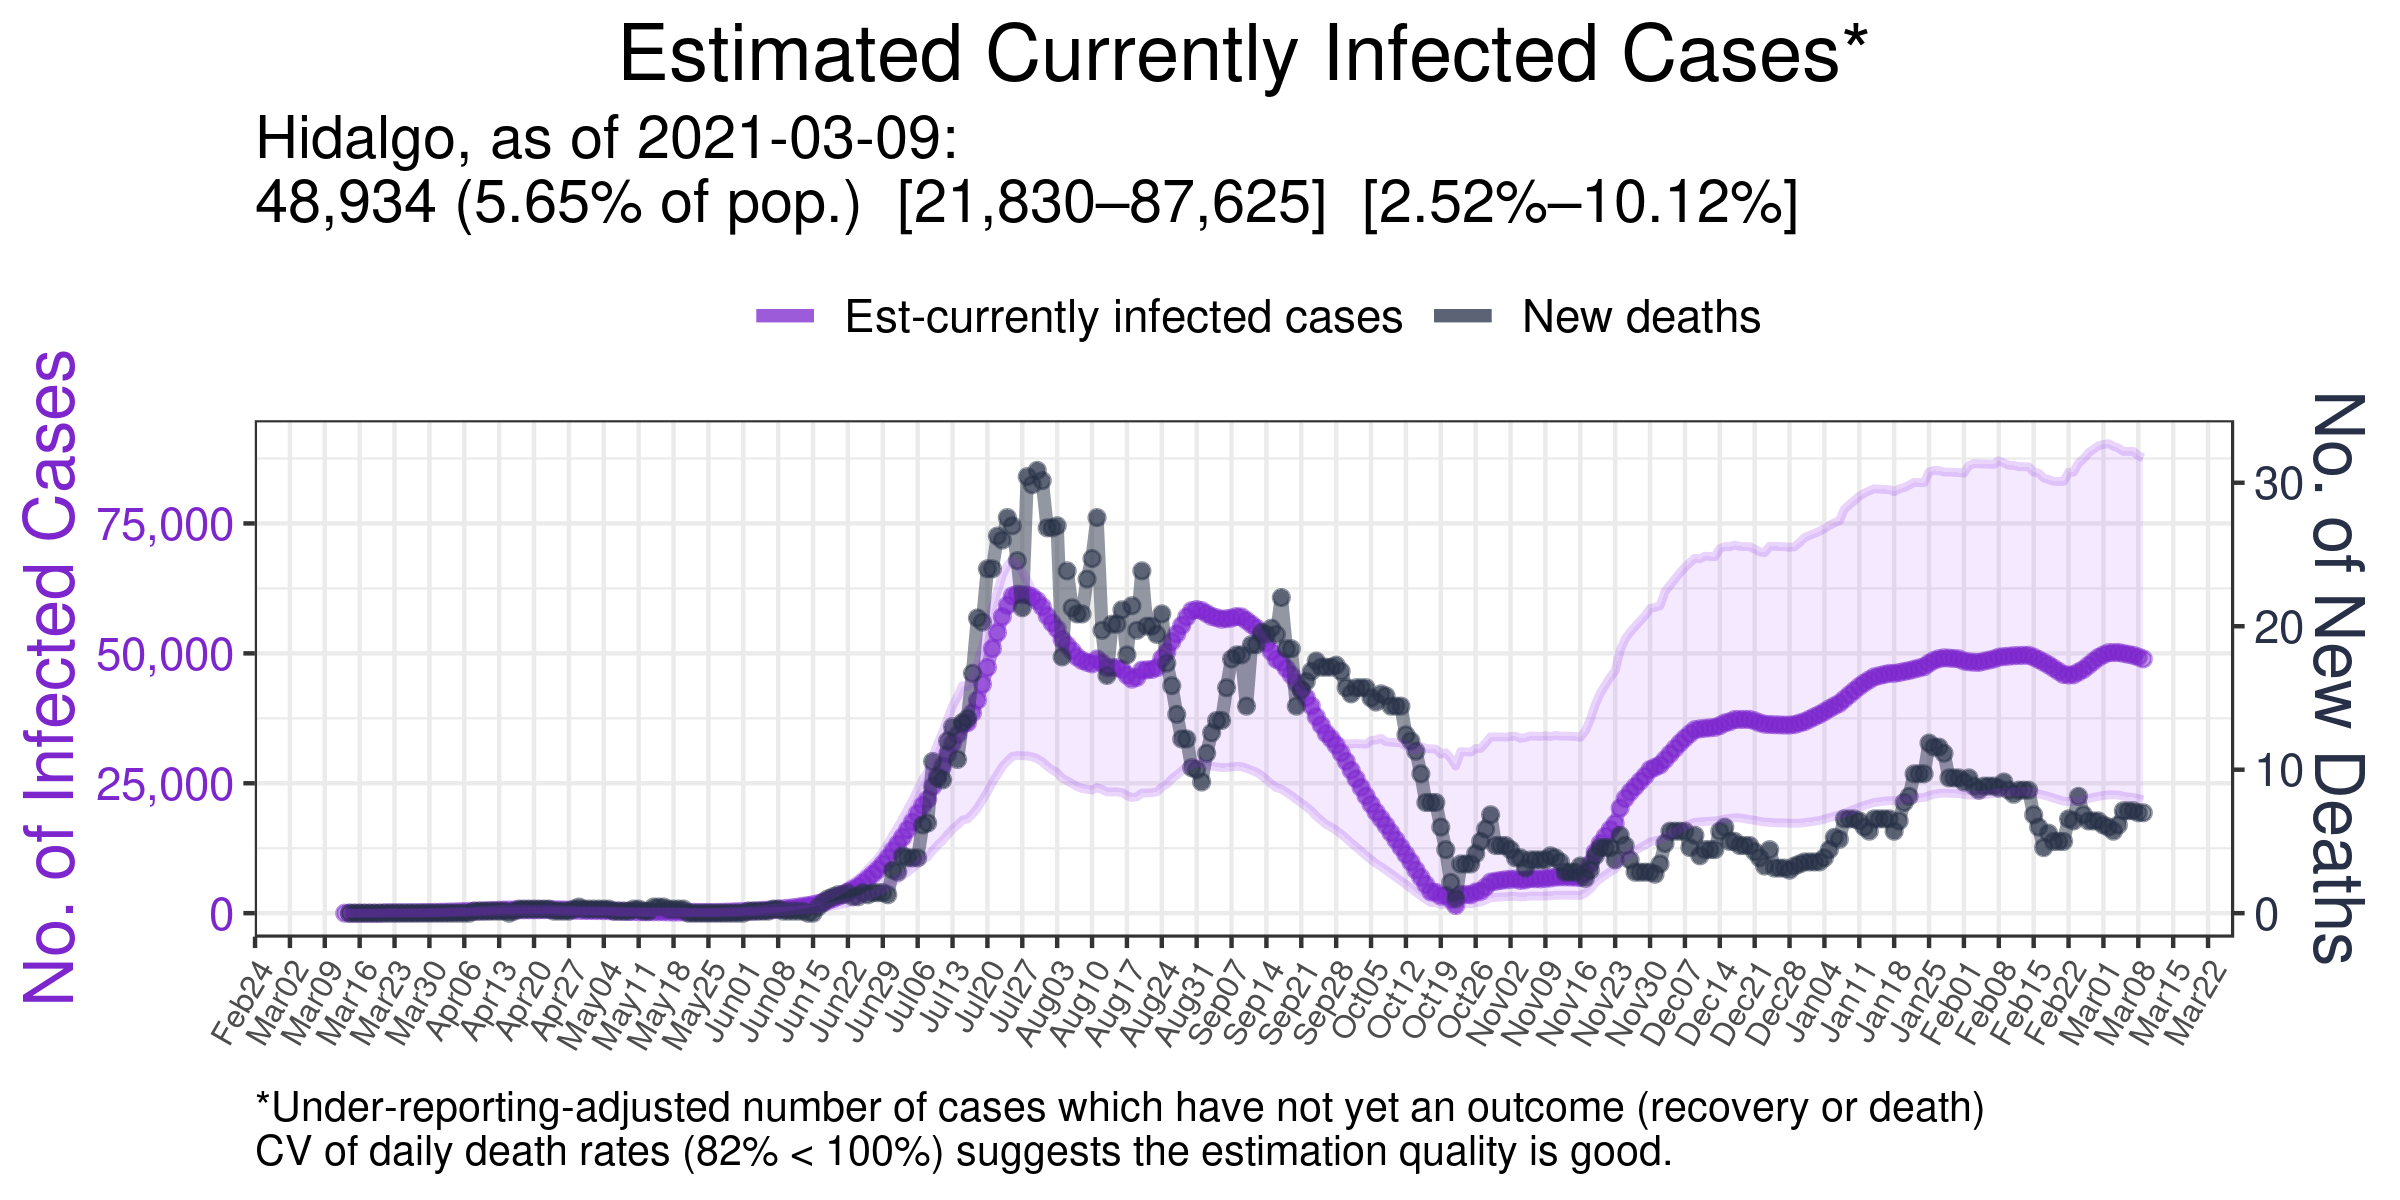 Estimated Currently Infected Cases*
Hidalgo, as of 2021-03-09:
48,934 (5.65% of pop.) [21,830–87,625] [2.52%–10.12%]
Est-currently infected cases
New deaths
No. of Infected Cases
75,000
50,000
25,000
0
30
20
10
0
No. of New Deaths
Feb24
Mar02
Mar09
Mar16
Mar23
Mar30
Apr06
Apr13
Apr20
Apr27
May04
May11
May18
May25
Jun01
Jun08
Jun15
Jun22
Jun29
Jul06
Jul13
Jul20
Jul27
Aug03
Aug10
Aug17
Aug24
Aug31
Sep07
Sep14
Sep21
Sep28
Oct05
Oct12
Oct19
Oct26
Nov02
Nov09
Nov16
Nov23
Nov30
Dec07
Dec14
Dec21
Dec28
Jan04
Jan11
Jan18
Jan25
Feb01
Feb08
Feb15
Feb22
Mar01
Mar08
Mar15
Mar22
*Under-reporting-adjusted number of cases which have not yet an outcome (recovery or death)
CV of daily death rates (82% < 100%) suggests the estimation quality is good.